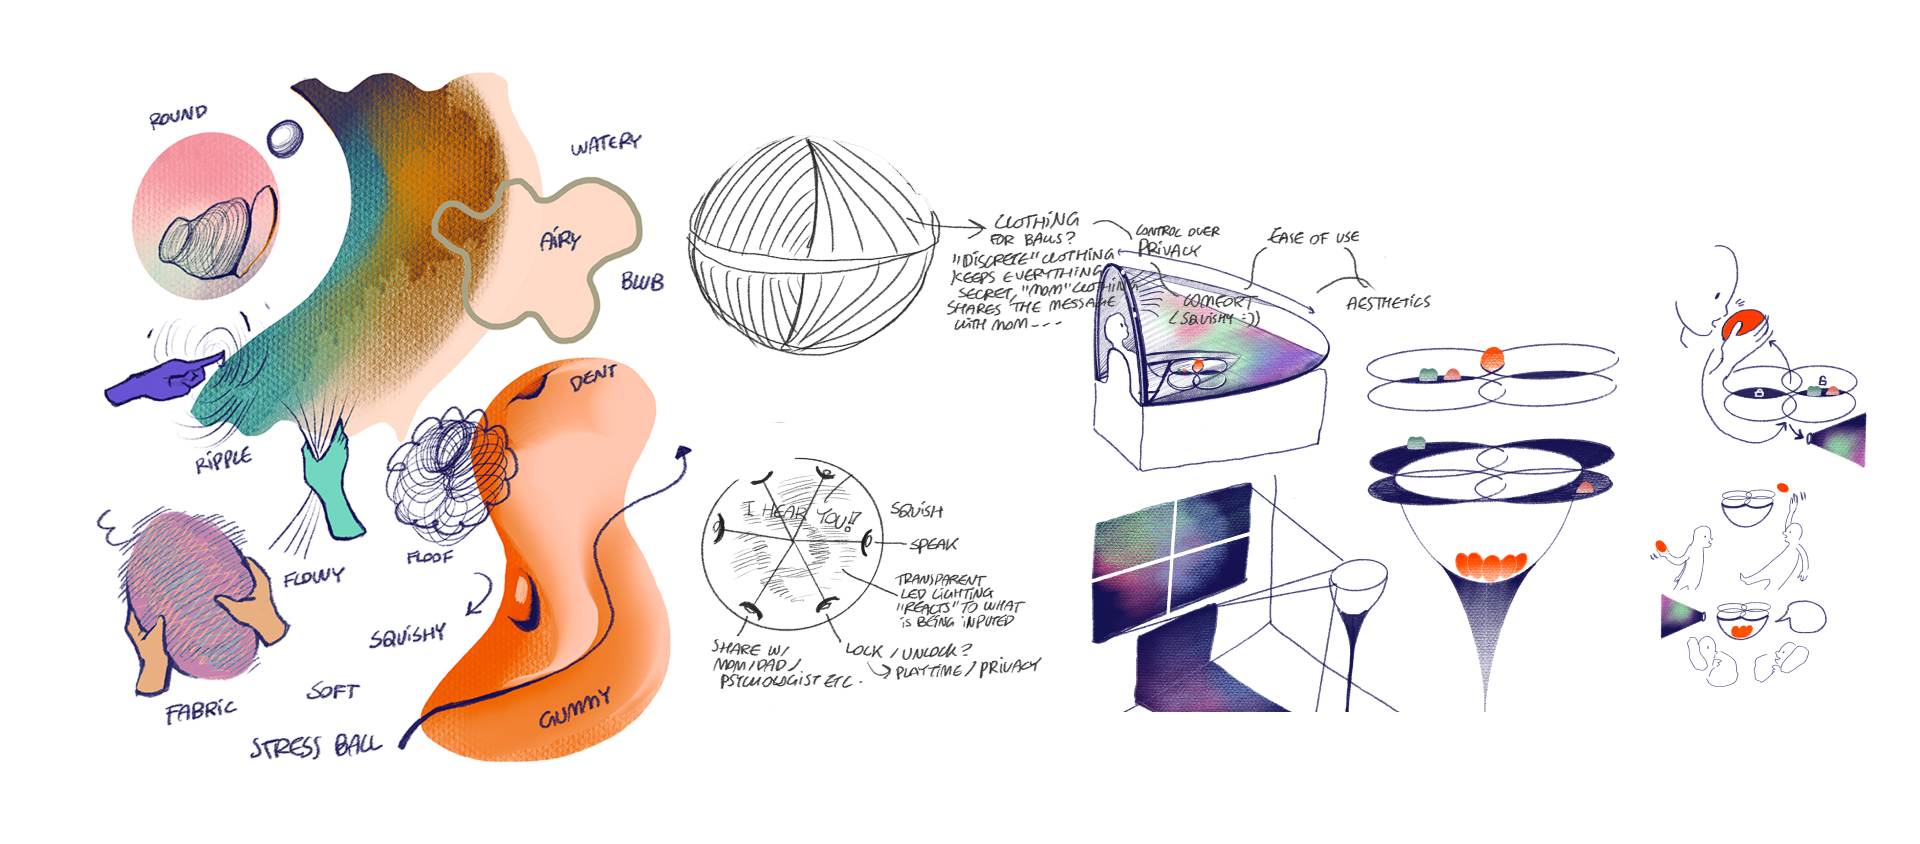 ROUND
WATERY
AIRY
BLUB
DENT
RIPPLE
FLOWY
FLOOF
SQUISHY
SOFT
FABRIC
STRESS BALL
GUMMY
CLOTHING
FOR BALLS?
"DISCRETE" CLOTHING
KEEPS EVERYTHING
SECRET, "MOM" CLOTHING
SHARES THE MESSAGE
WITH MOM ---
CONTROL OVER
PRIVACY
EASE OF USE
COMFORT
(SQUISHY =))
AESTHETICS
I HEAR YOU!?
SQUISH
SPEAK
TRANSPARENT
LED LIGHTING
"REACTS" TO WHAT
IS BEING INPUTED
SHARE W/
MOM/DAD/
PSYCHOLOGIST ETC.
LOCK / UNLOCK?
PLAYTIME / PRIVACY